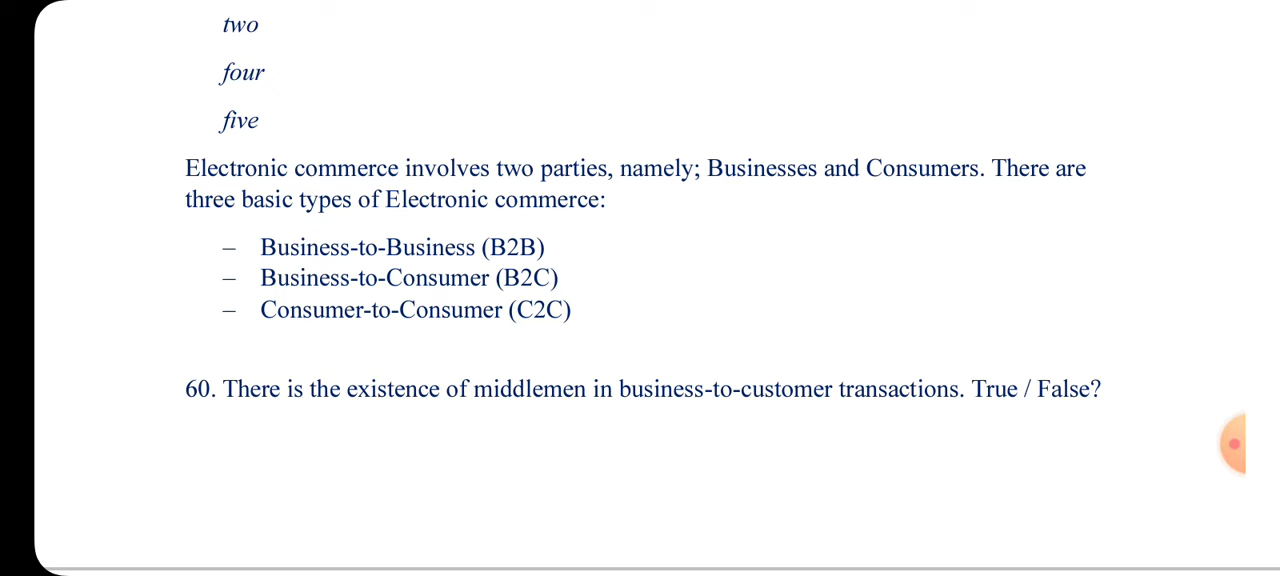 two
four
five
Electronic commerce involves two parties, namely; Businesses and Consumers. There are
three basic types of Electronic commerce:
– Business-to-Business (B2B)
– Business-to-Consumer (B2C)
– Consumer-to-Consumer (C2C)
60. There is the existence of middlemen in business-to-customer transactions. True / False?